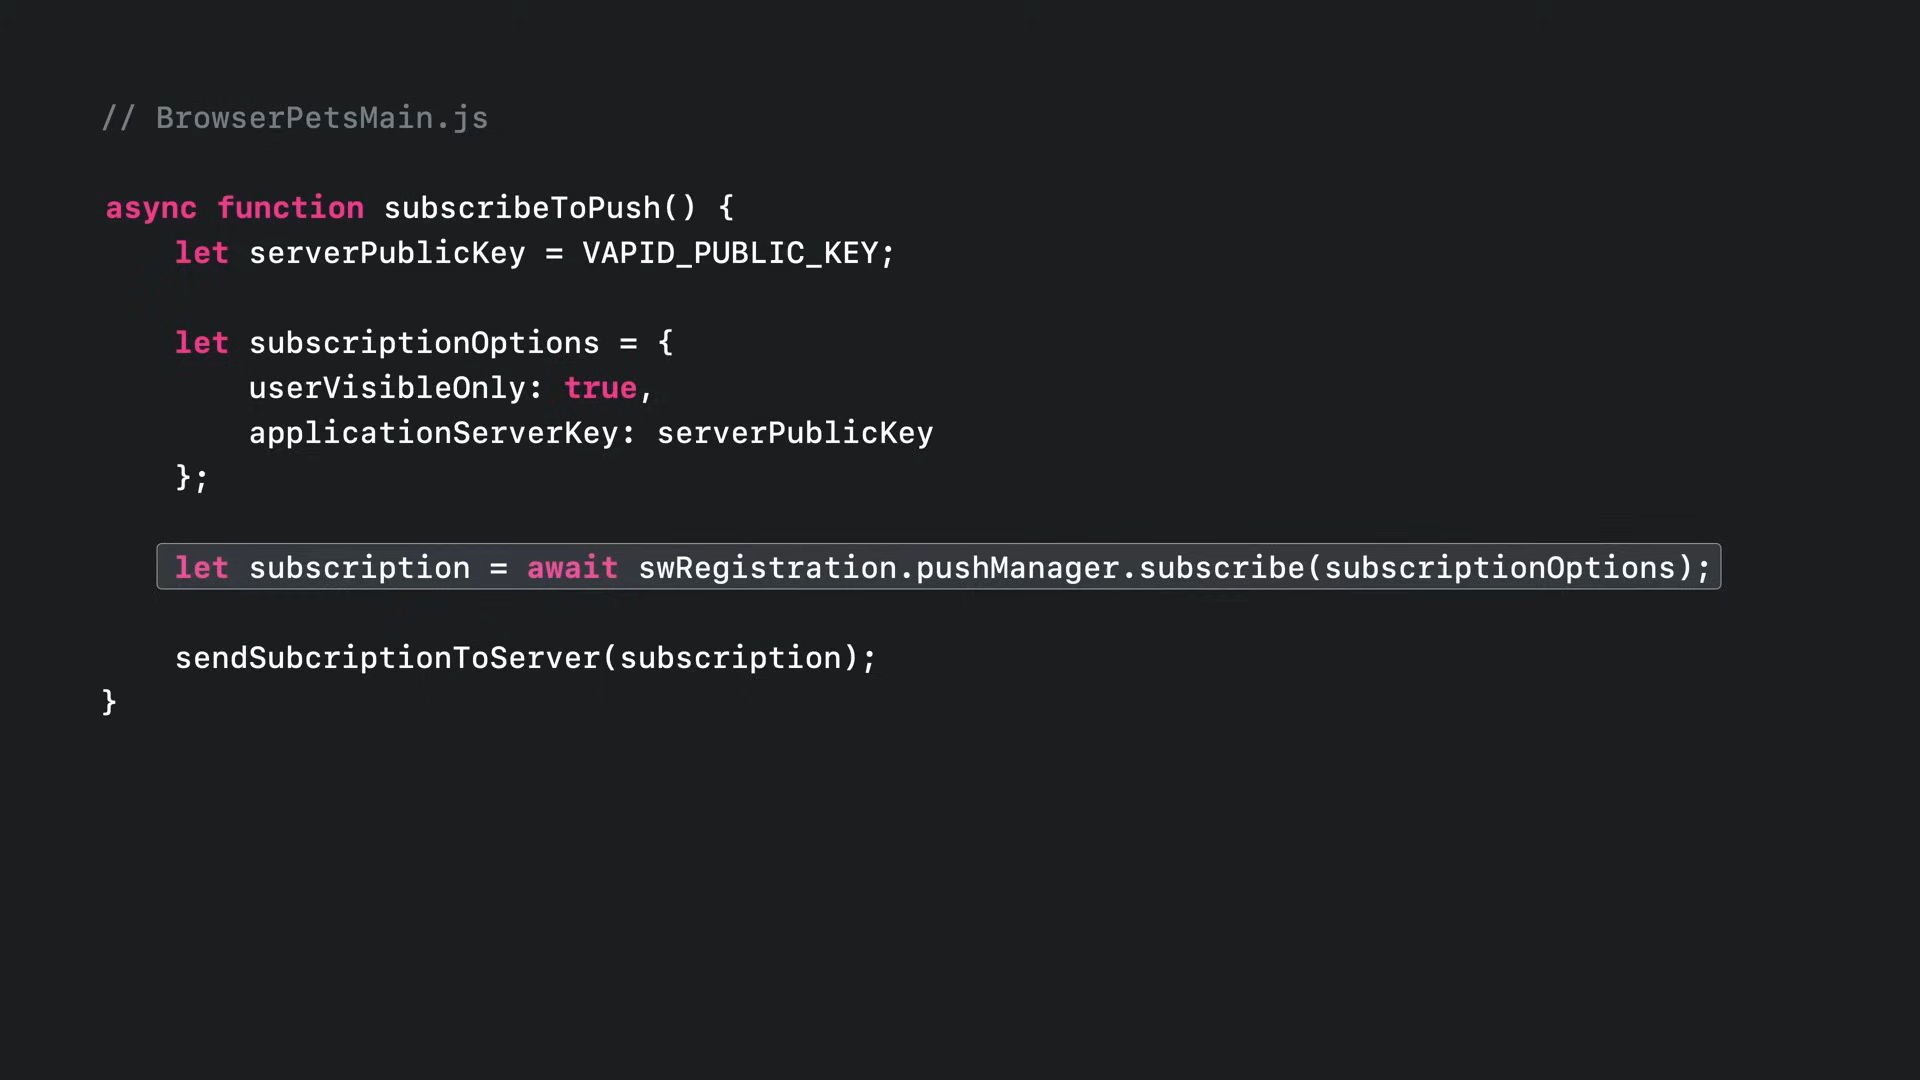 // BrowserPetsMain.js
async function subscribeToPush() {
let serverPublicKey = VAPID_PUBLIC_KEY;
let subscriptionOptions = {
userVisibleOnly: true,
applicationServerKey: serverPublicKey
};
let subscription = await swRegistration.pushManager.subscribe(subscriptionOptions);
sendSubcriptionToServer(subscription);
}